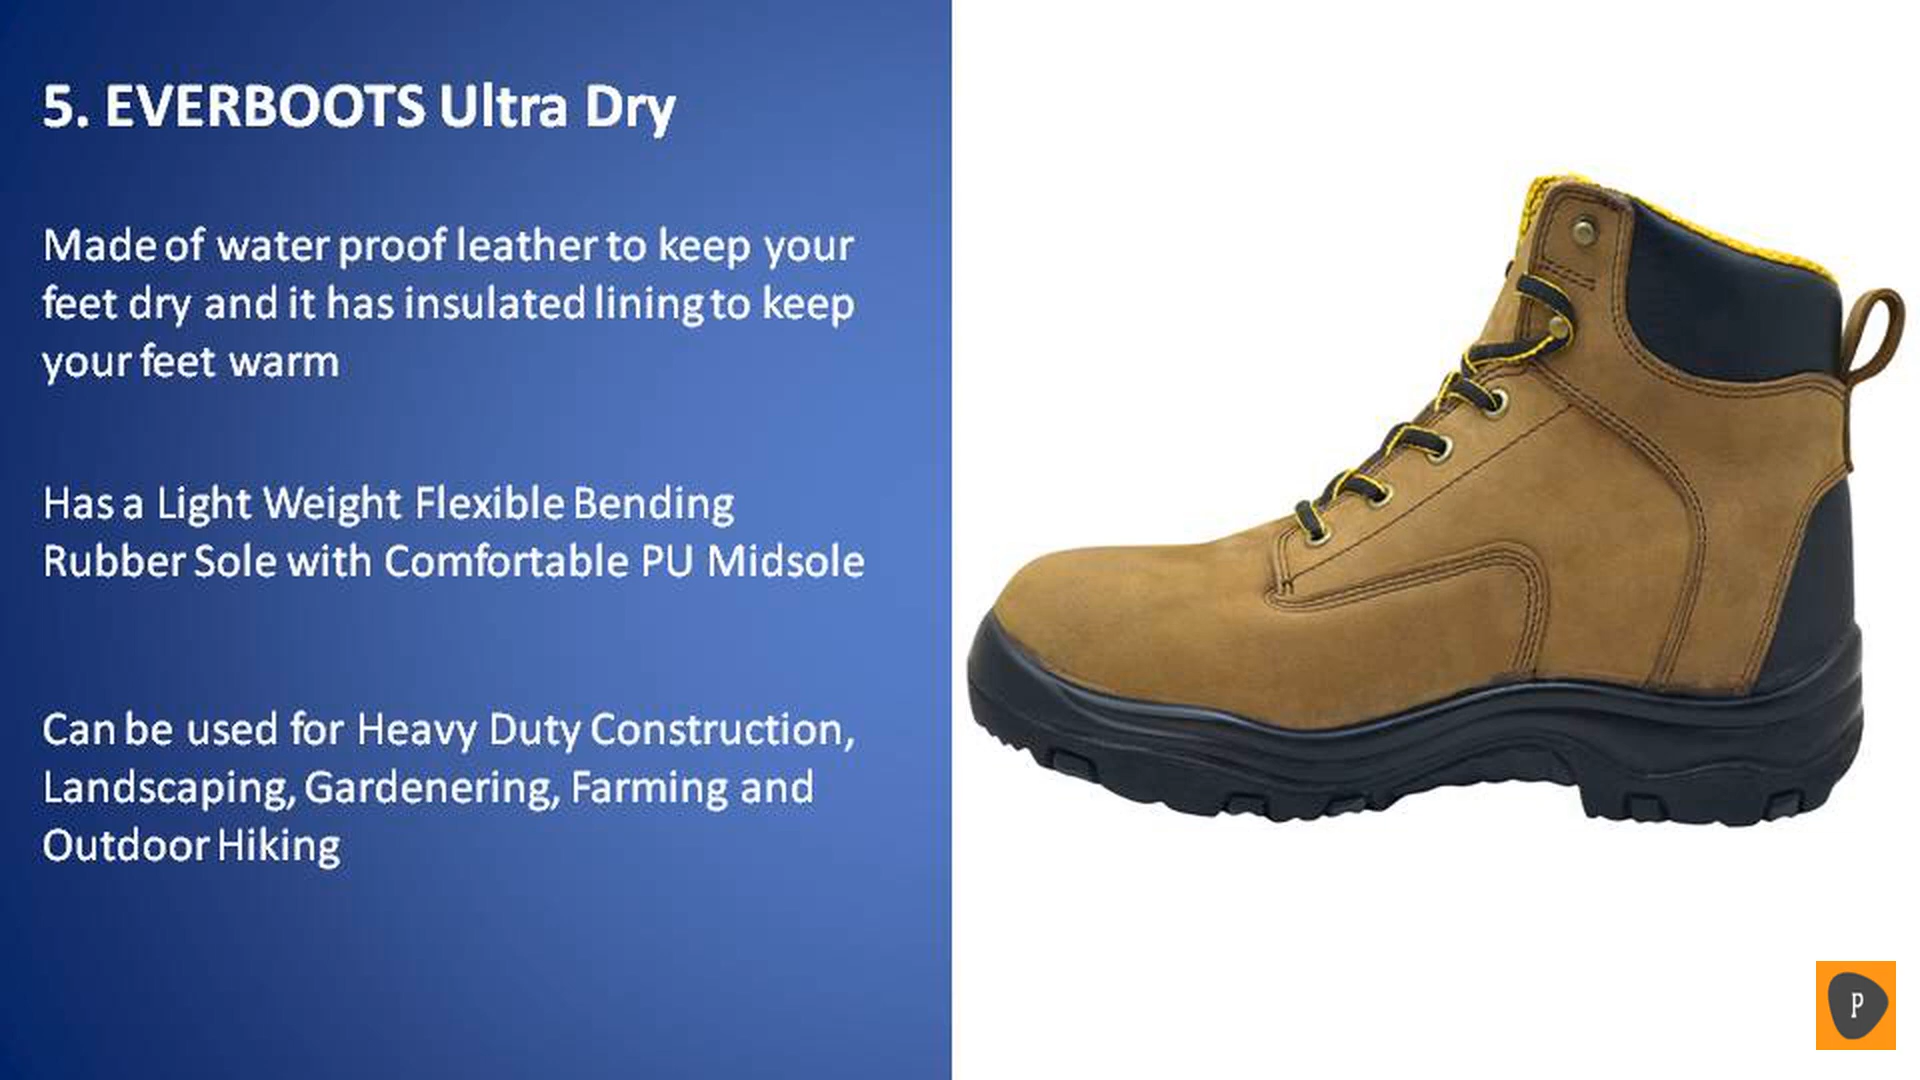 5. EVERBOOTS Ultra Dry
Made of water proof leather to keep your
feet dry and it has insulated lining to keep
your feet warm
Has a Light Weight Flexible Bending
Rubber Sole with Comfortable PU Midsole
Can be used for Heavy Duty Construction,
Landscaping, Gardenering, Farming and
Outdoor Hiking
P